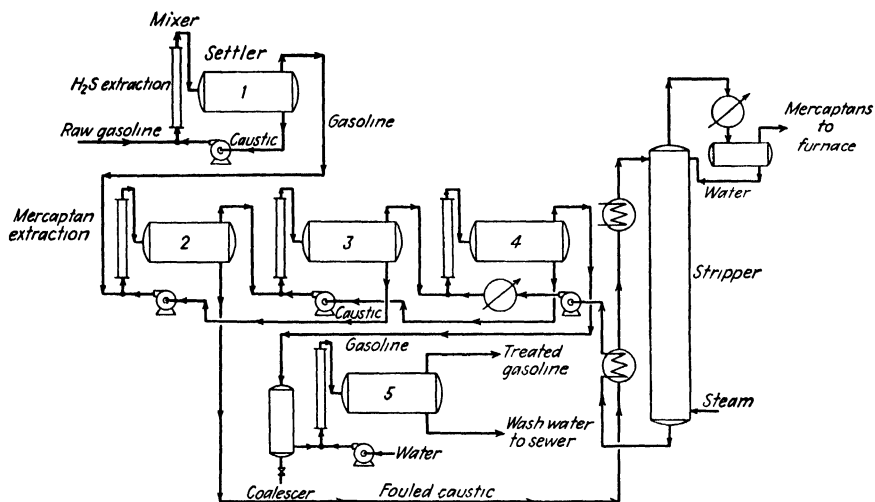 Mixer
Settler
H₂S extraction
1
Raw gasoline
Caustic
Gasoline
Mercaptans
to
furnace
Water
Mercaptan
extraction
2
3
4
Stripper
Caustic
Gasoline
Treated
gasoline
5
Steam
Wash water
to sewer
Water
Coalescer
Fouled caustic